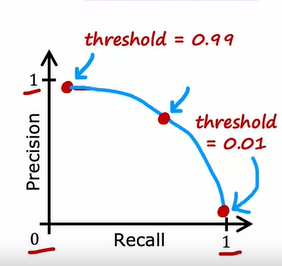 threshold = 0.99
1
threshold
= 0.01
Precision
0
Recall
1